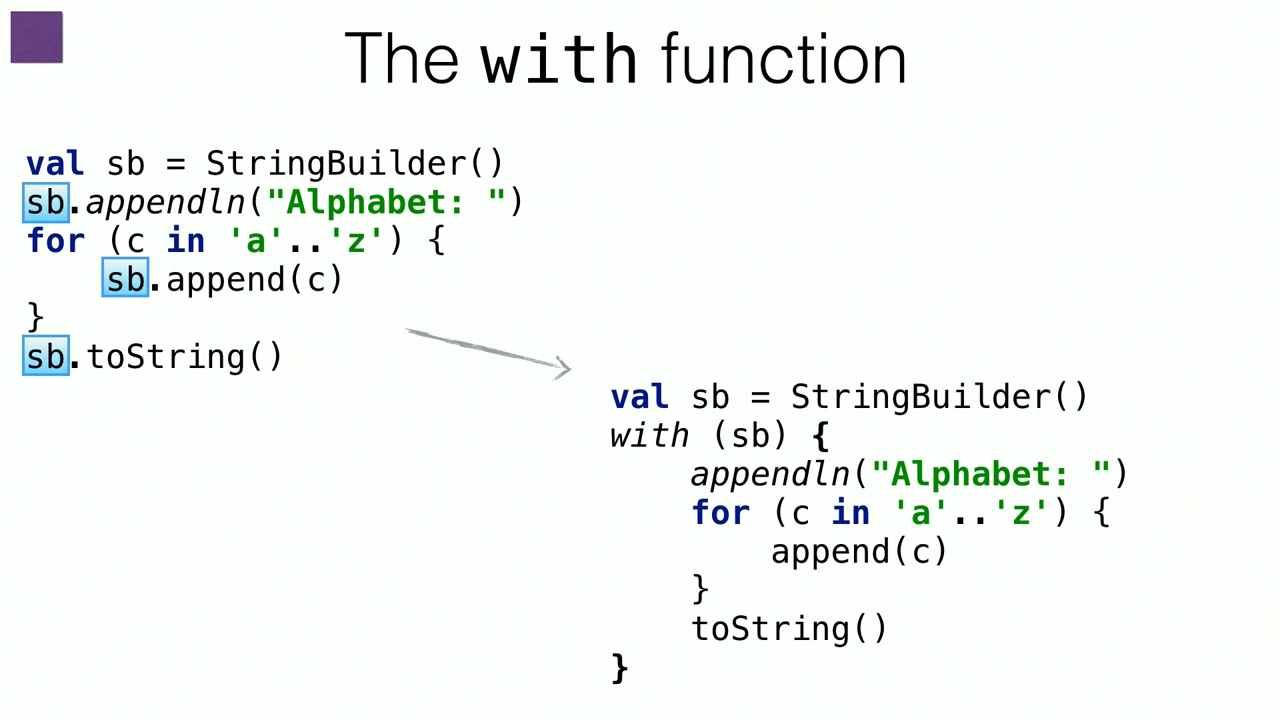 The with function
val sb = StringBuilder()
sb.appendln("Alphabet: ")
for (c in 'a'..'z') {
    sb.append(c)
}
sb.toString()
val sb = StringBuilder()
with (sb) {
    appendln("Alphabet: ")
    for (c in 'a'..'z') {
        append(c)
    }
    toString()
}